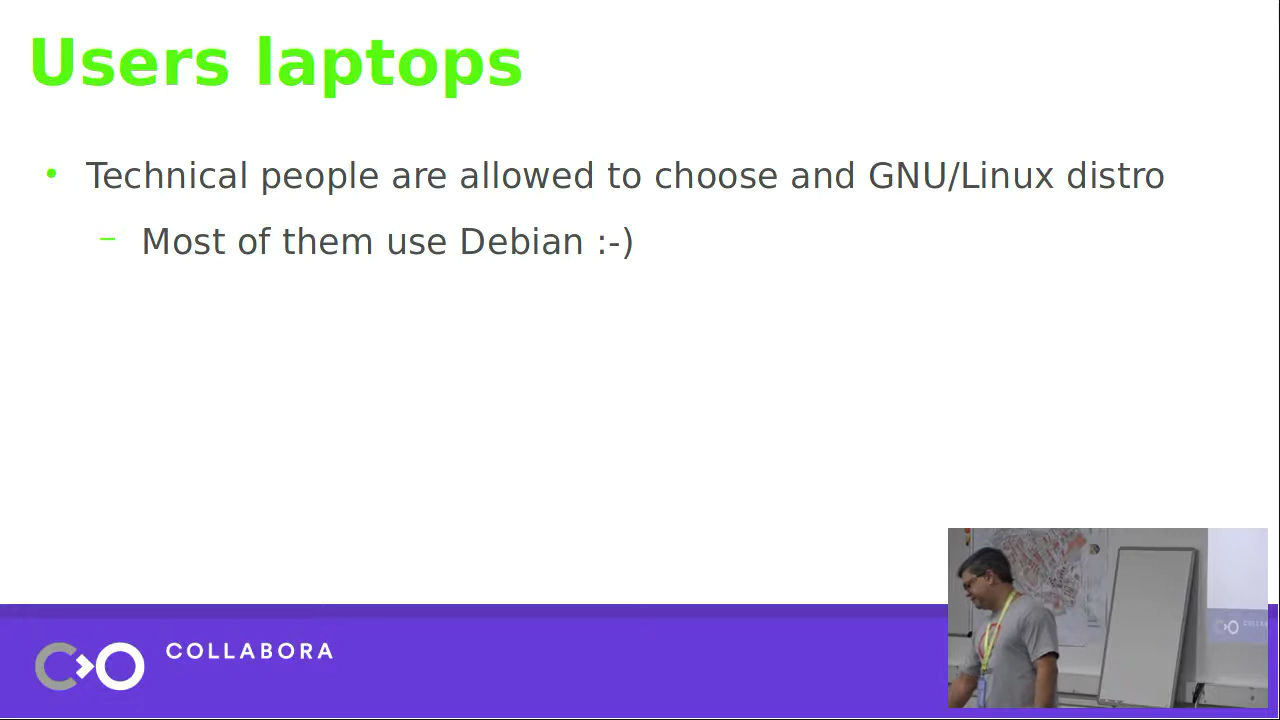 Users laptops
• Technical people are allowed to choose and GNU/Linux distro
– Most of them use Debian :-)
COLLABORA